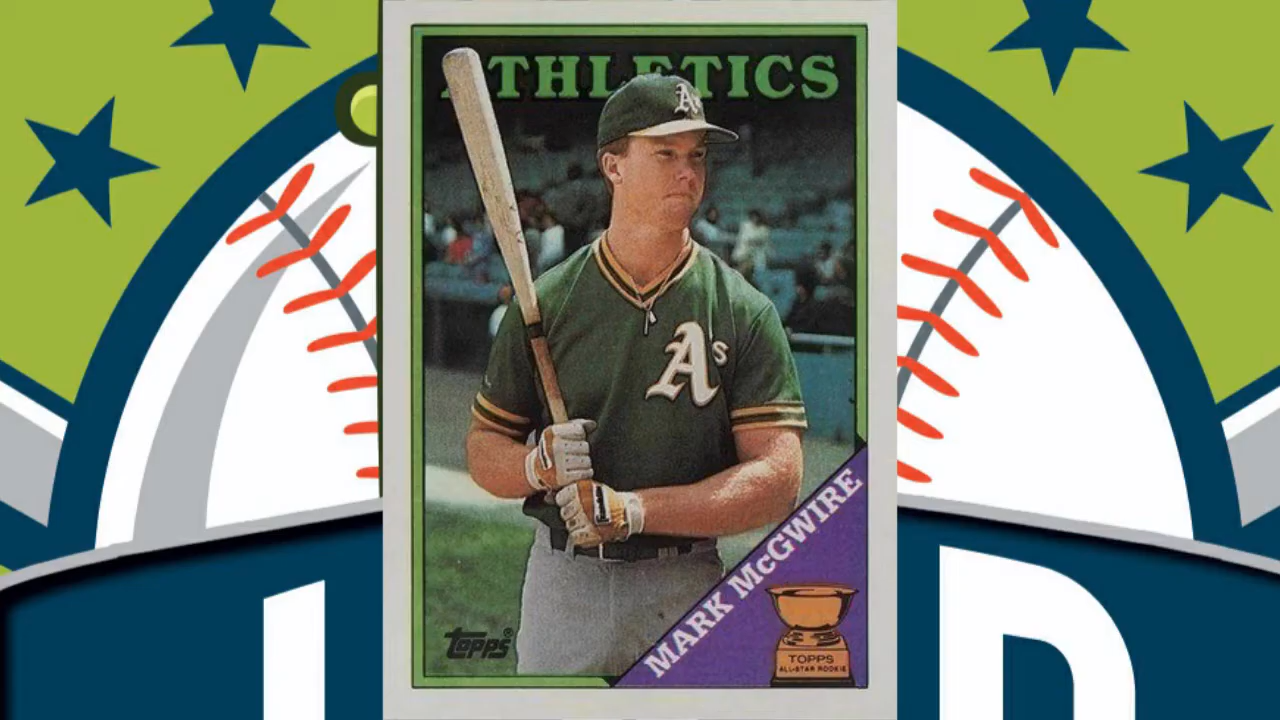 ATHLETICS
A's
A's
MARK McGWIRE
topps®
TOPPS
ALL-STAR ROOKIE